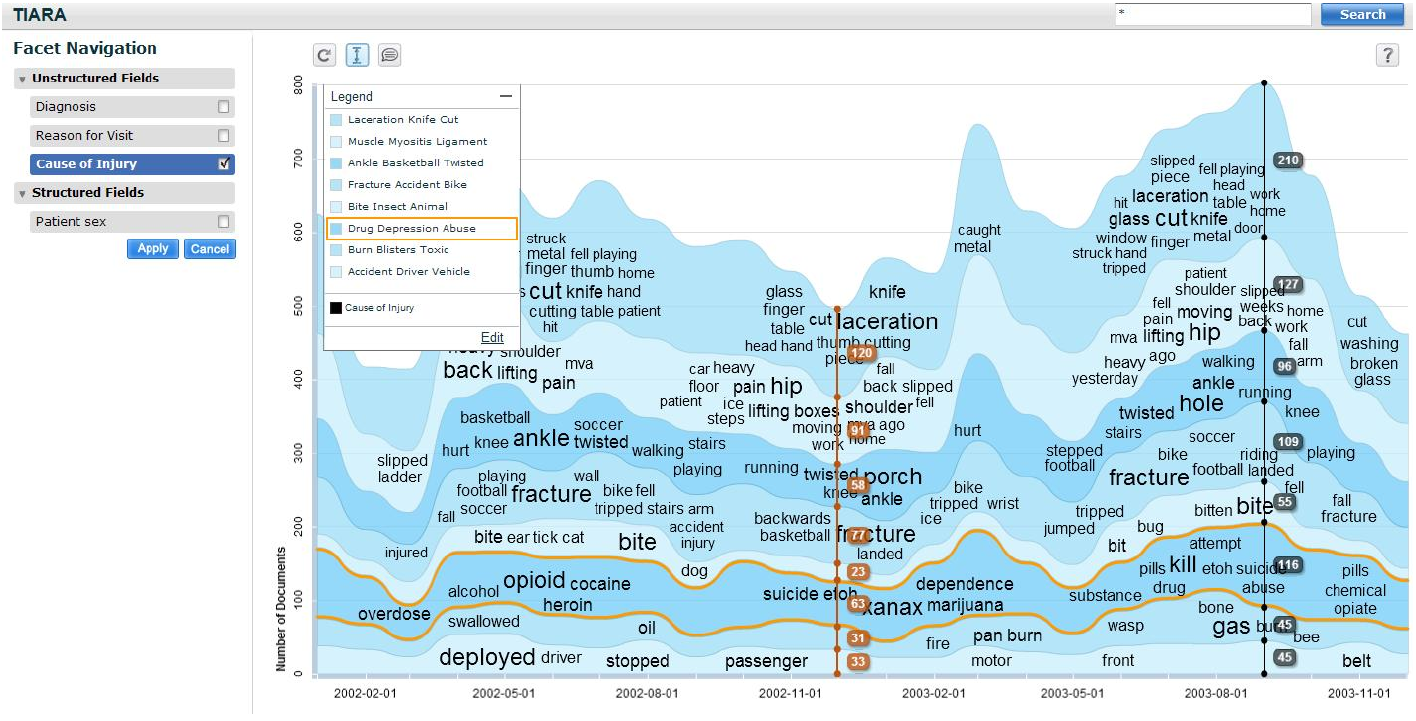 TIARA
*
Search
Facet Navigation
Unstructured Fields
Diagnosis
Reason for Visit
Cause of Injury
Structured Fields
Patient sex
Apply Cancel
?
Legend
Laceration Knife Cut
Muscle Myositis Ligament
Ankle Basketball Twisted
Fracture Accident Bike
Bite Insect Animal
Drug Depression Abuse
Burn Blisters Toxic
Accident Driver Vehicle
Cause of Injury
Edit
Number of Documents
800
700
600
500
400
300
200
100
0
struck
metal fell playing
finger thumb home
s cut knife hand
cutting table patient
hit
heavy shoulder
back lifting mva
pain
basketball
hurt knee ankle soccer
twisted
walking stairs
playing
slipped
ladder
playing wall
football fracture bike fell
soccer tripped stairs arm
fall
injured
accident
injury
bite ear tick cat bite
dog
overdose
alcohol opioid cocaine
heroin
swallowed
oil
deployed driver stopped passenger
glass
finger
table
head hand
cut laceration
knife
thumb cutting
piece
car heavy
floor pain hip
patient ice
steps lifting boxes
moving
work
fall
back slipped
shoulder fell
mva ago
home
running twisted porch
knee ankle
backwards
basketball fracture
landed
ice
suicide etoh
xanax
dependence
marijuana
fire pan burn
motor
caught
metal
hurt
bike
tripped wrist
slipped
piece fell playing
head
hit laceration table work
home
glass cut knife
window finger metal door
struck hand
tripped
patient
shoulder slipped
fell weeks
pain moving back home
work
mva lifting hip
ago
heavy
yesterday
fall
arm
walking
ankle
hole running
twisted
knee
stairs
soccer
stepped
football
bike riding playing
fracture football landed
fell
tripped
jumped
bitten bite
bug
bit
attempt
pills kill etoh suicide
drug abuse
substance
bone
wasp gas
bee
front
cut
washing
broken
glass
fall
fracture
pills
chemical
opiate
belt
120
91
58
77
23
63
31
33
210
127
96
109
55
116
45
45
2002-02-01 2002-05-01 2002-08-01 2002-11-01 2003-02-01 2003-05-01 2003-08-01 2003-11-01